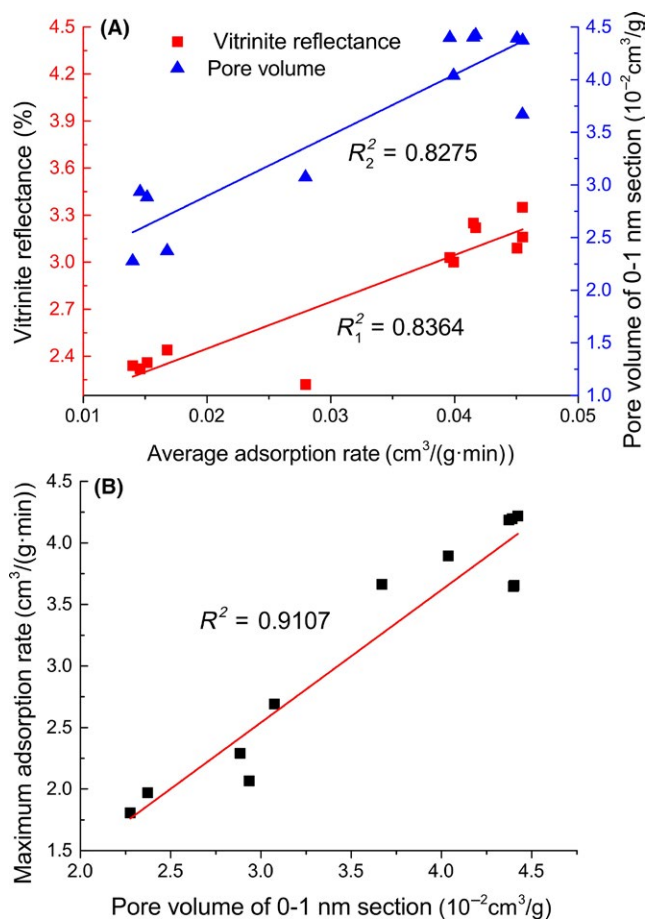 (A)
Vitrinite reflectance
Pore volume
4.5
3.9
3.6
3.3
3.0
2.7
2.4
Vitrinite reflectance (%)
4.5
4.0
3.5
3.0
2.5
2.0
1.5
1.0
Pore volume of 0-1 nm section (10⁻²cm³/g)
R₂² = 0.8275
R₁² = 0.8364
0.01 0.02 0.03 0.04 0.05
Average adsorption rate (cm³/(g·min))
(B)
4.5
4.0
3.5
3.0
2.5
2.0
1.5
Maximum adsorption rate (cm³/(g·min))
R² = 0.9107
2.0 2.5 3.0 3.5 4.0 4.5
Pore volume of 0-1 nm section (10⁻²cm³/g)